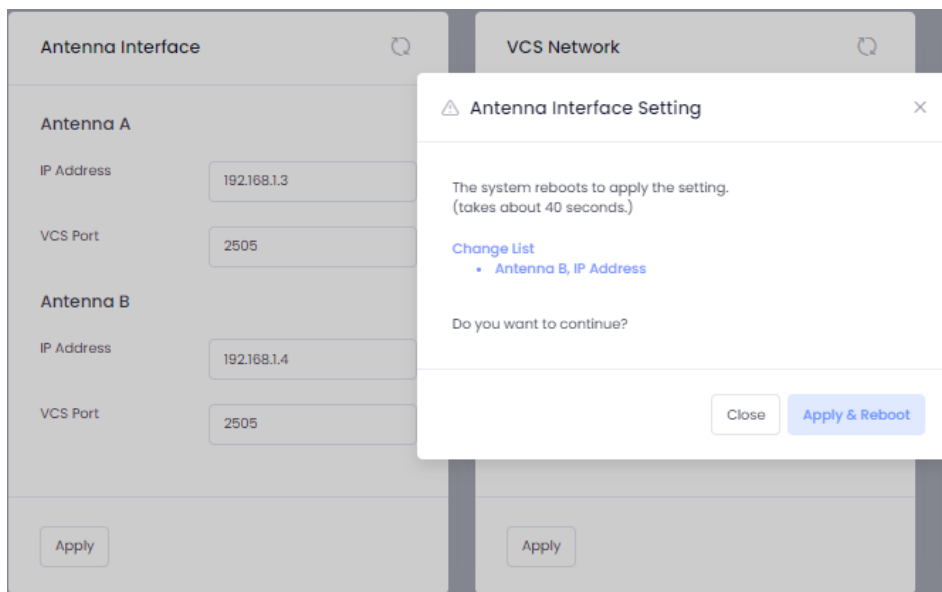 Antenna Interface
VCS Network
Antenna A
IP Address
192.168.1.3
VCS Port
2505
Antenna B
IP Address
192.168.1.4
VCS Port
2505
Apply
Antenna Interface Setting
The system reboots to apply the setting.
(takes about 40 seconds.)
Change List
• Antenna B, IP Address
Do you want to continue?
Close
Apply & Reboot
Apply